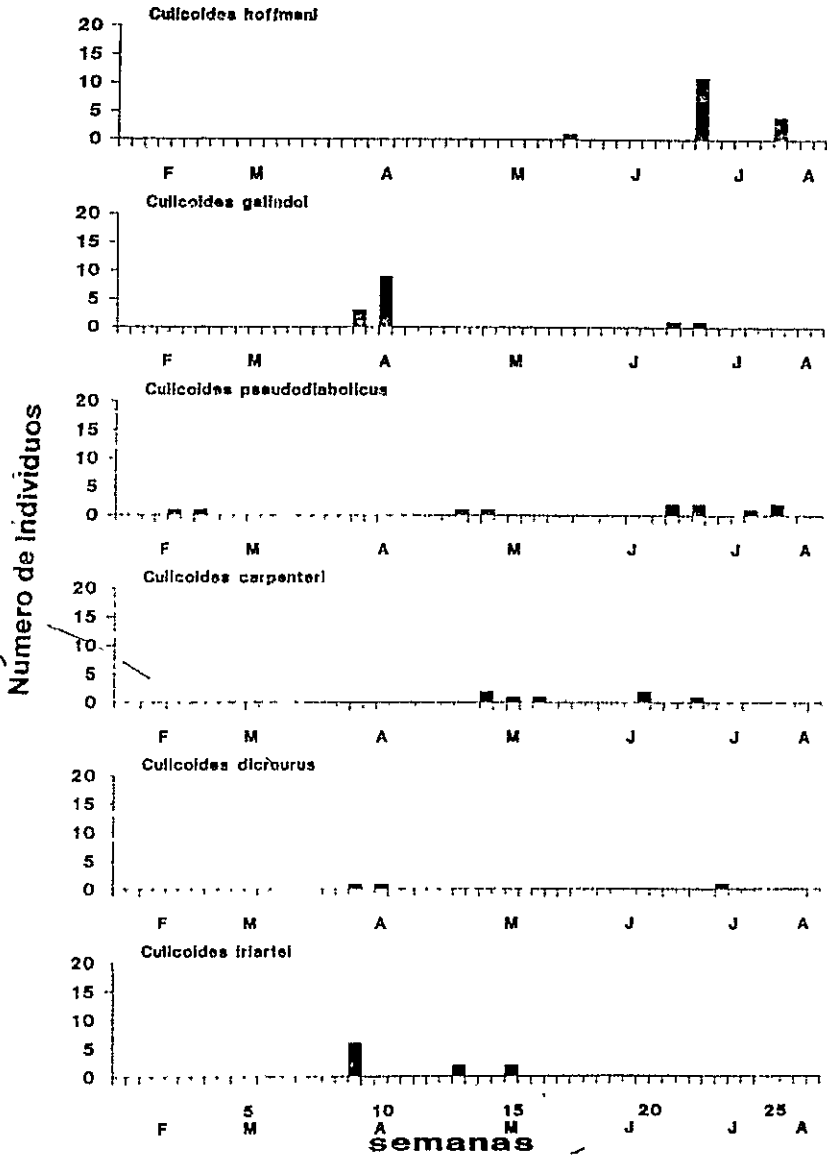 Culicoides hoffmani
20
15
10
5
0
F M A M J J A
Culicoides galindoi
20
15
10
5
0
F M A M J J A
Culicoides pseudodiabolicus
20
15
10
5
0
F M A M J J A
Culicoides carpenteri
20
15
10
5
0
F M A M J J A
Culicoides dicrourus
20
15
10
5
0
F M A M J J A
Culicoides iriartei
20
15
10
5
0
5 10 15 20 25
F M A M J J A
semanas
Numero de Individuos